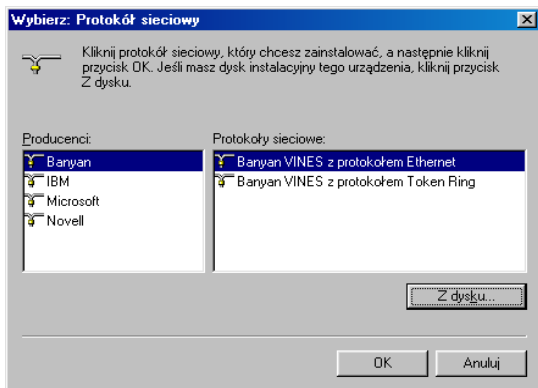 Wybierz: Protokół sieciowy
Kliknij protokół sieciowy, który chcesz zainstalować, a następnie kliknij
przycisk OK. Jeśli masz dysk instalacyjny tego urządzenia, kliknij przycisk
Z dysku.
Producenci:
Banyan
IBM
Microsoft
Novell
Protokoły sieciowe:
Banyan VINES z protokołem Ethernet
Banyan VINES z protokołem Token Ring
Z dysku...
OK
Anuluj